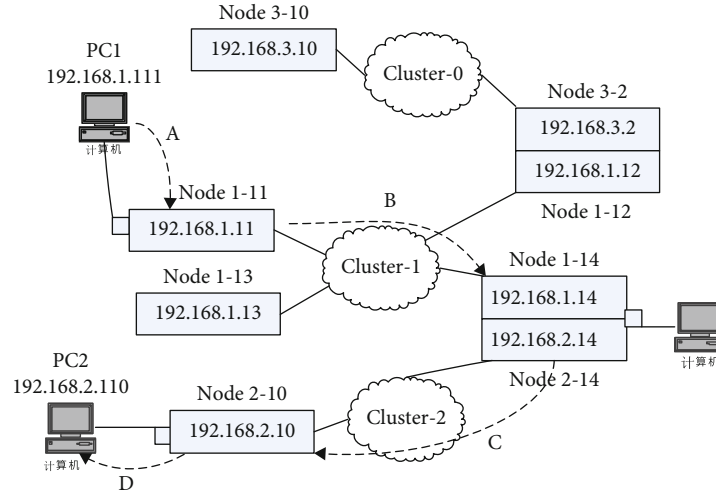 Node 3-10
192.168.3.10
Cluster-0
PC1
192.168.1.111
计算机
A
Node 3-2
192.168.3.2
192.168.1.12
Node 1-12
Node 1-11
192.168.1.11
B
Cluster-1
Node 1-13
192.168.1.13
Node 1-14
192.168.1.14
192.168.2.14
Node 2-14
计算机
PC2
192.168.2.110
计算机
Node 2-10
192.168.2.10
Cluster-2
C
D